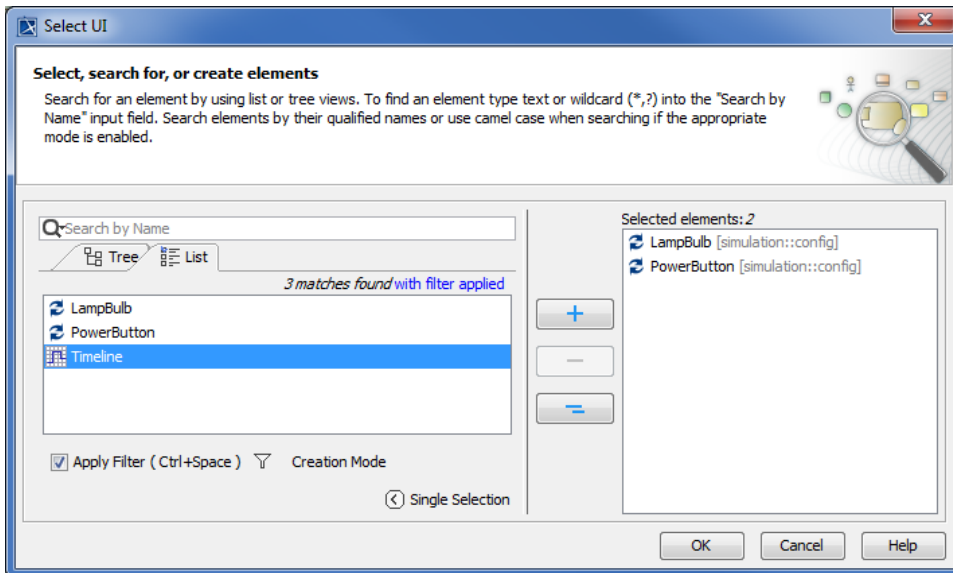 Select UI
Select, search for, or create elements
Search for an element by using list or tree views. To find an element type text or wildcard (*,?) into the "Search by
Name" input field. Search elements by their qualified names or use camel case when searching if the appropriate
mode is enabled.
Search by Name
Tree List
3 matches found with filter applied
LampBulb
PowerButton
Timeline
Apply Filter ( Ctrl+Space ) Creation Mode
Single Selection
Selected elements: 2
LampBulb [simulation::config]
PowerButton [simulation::config]
OK Cancel Help